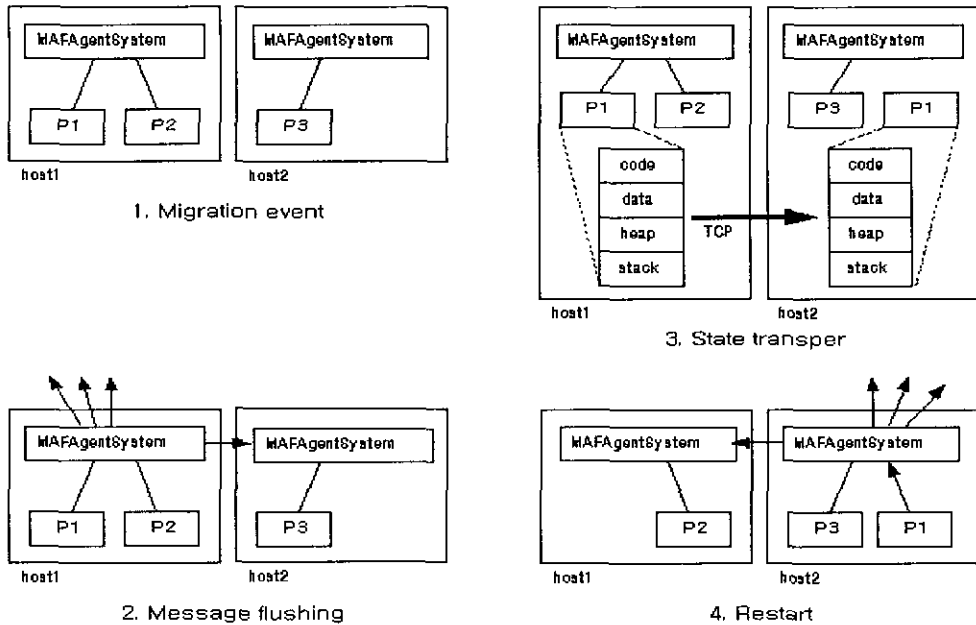 MAFAgentSystem
P1
P2
host1
MAFAgentSystem
P3
host2
1. Migration event
MAFAgentSystem
P1
P2
code
data
heap
stack
host1
TCP
MAFAgentSystem
P3
P1
code
data
heap
stack
host2
3. State transper
MAFAgentSystem
P1
P2
host1
MAFAgentSystem
P3
host2
2. Message flushing
MAFAgentSystem
P2
host1
MAFAgentSystem
P3
P1
host2
4. Restart